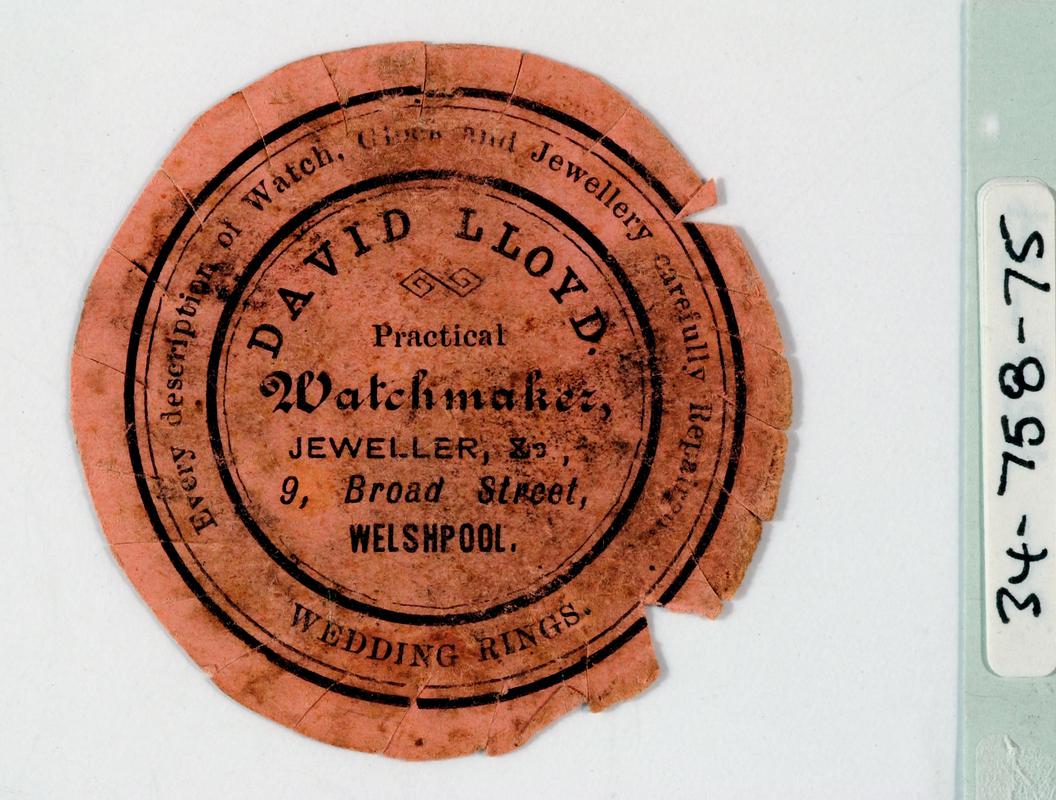 Every description of Watch, Clock and Jewellery carefully Repaired
DAVID LLOYD.
Practical
Watchmaker,
JEWELLER, &c,
9, Broad Street,
WELSHPOOL.
WEDDING RINGS.
34-758-75